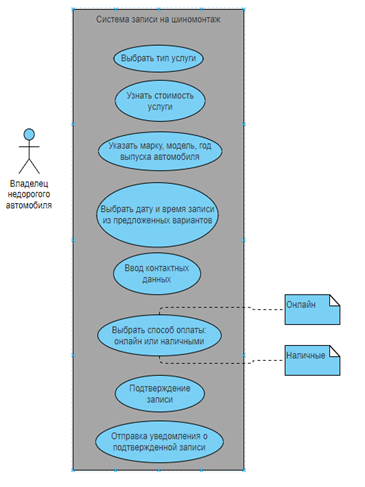 Система записи на шиномонтаж
Выбрать тип услуги
Узнать стоимость
услуги
Указать марку, модель, год
выпуска автомобиля
Владелец
недорогого
автомобиля
Выбрать дату и время записи
из предложенных вариантов
Ввод контактных
данных
Онлайн
Выбрать способ оплаты:
онлайн или наличными
Наличные
Подтверждение
записи
Отправка уведомления о
подтвержденной записи